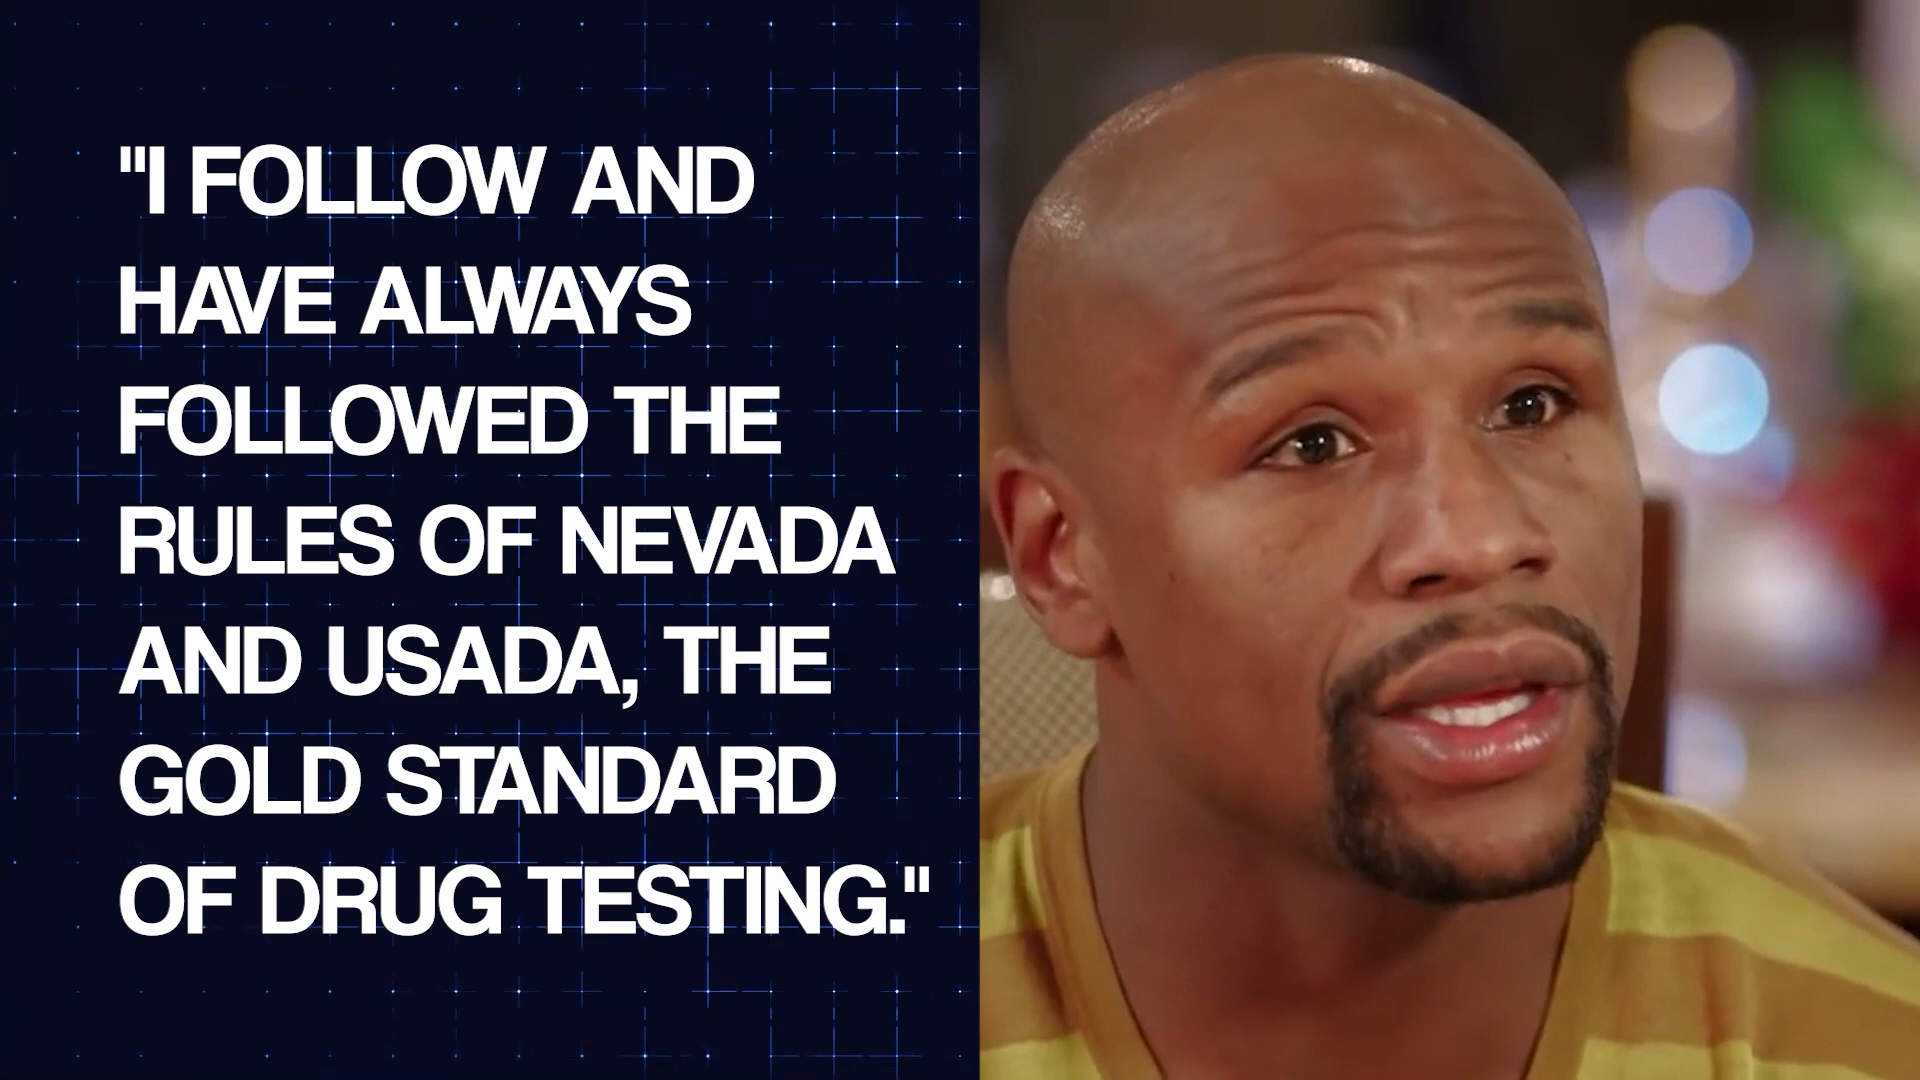 "I FOLLOW AND
HAVE ALWAYS
FOLLOWED THE
RULES OF NEVADA
AND USADA, THE
GOLD STANDARD
OF DRUG TESTING."